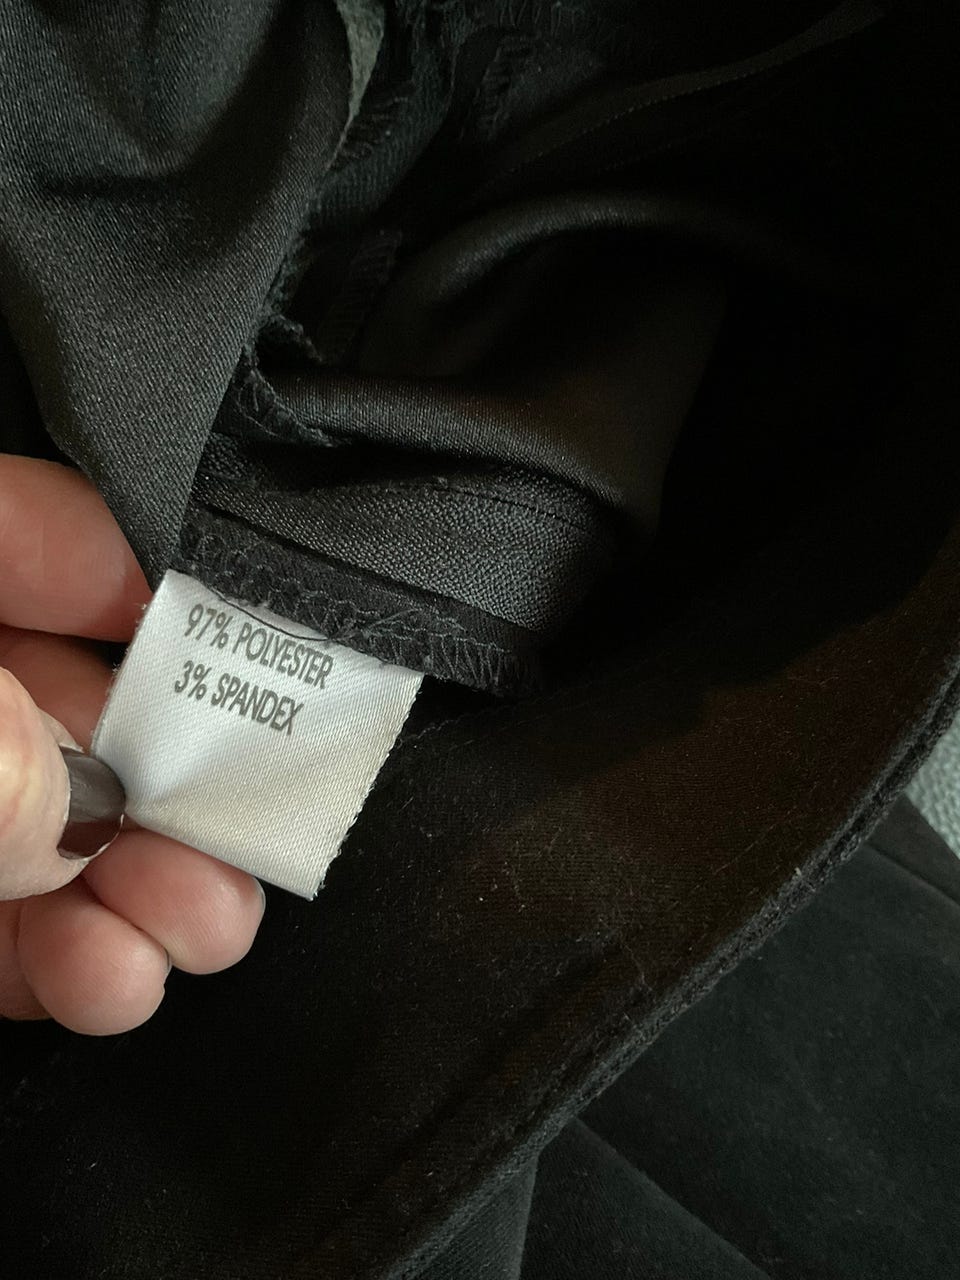 97% POLYESTER
3% SPANDEX